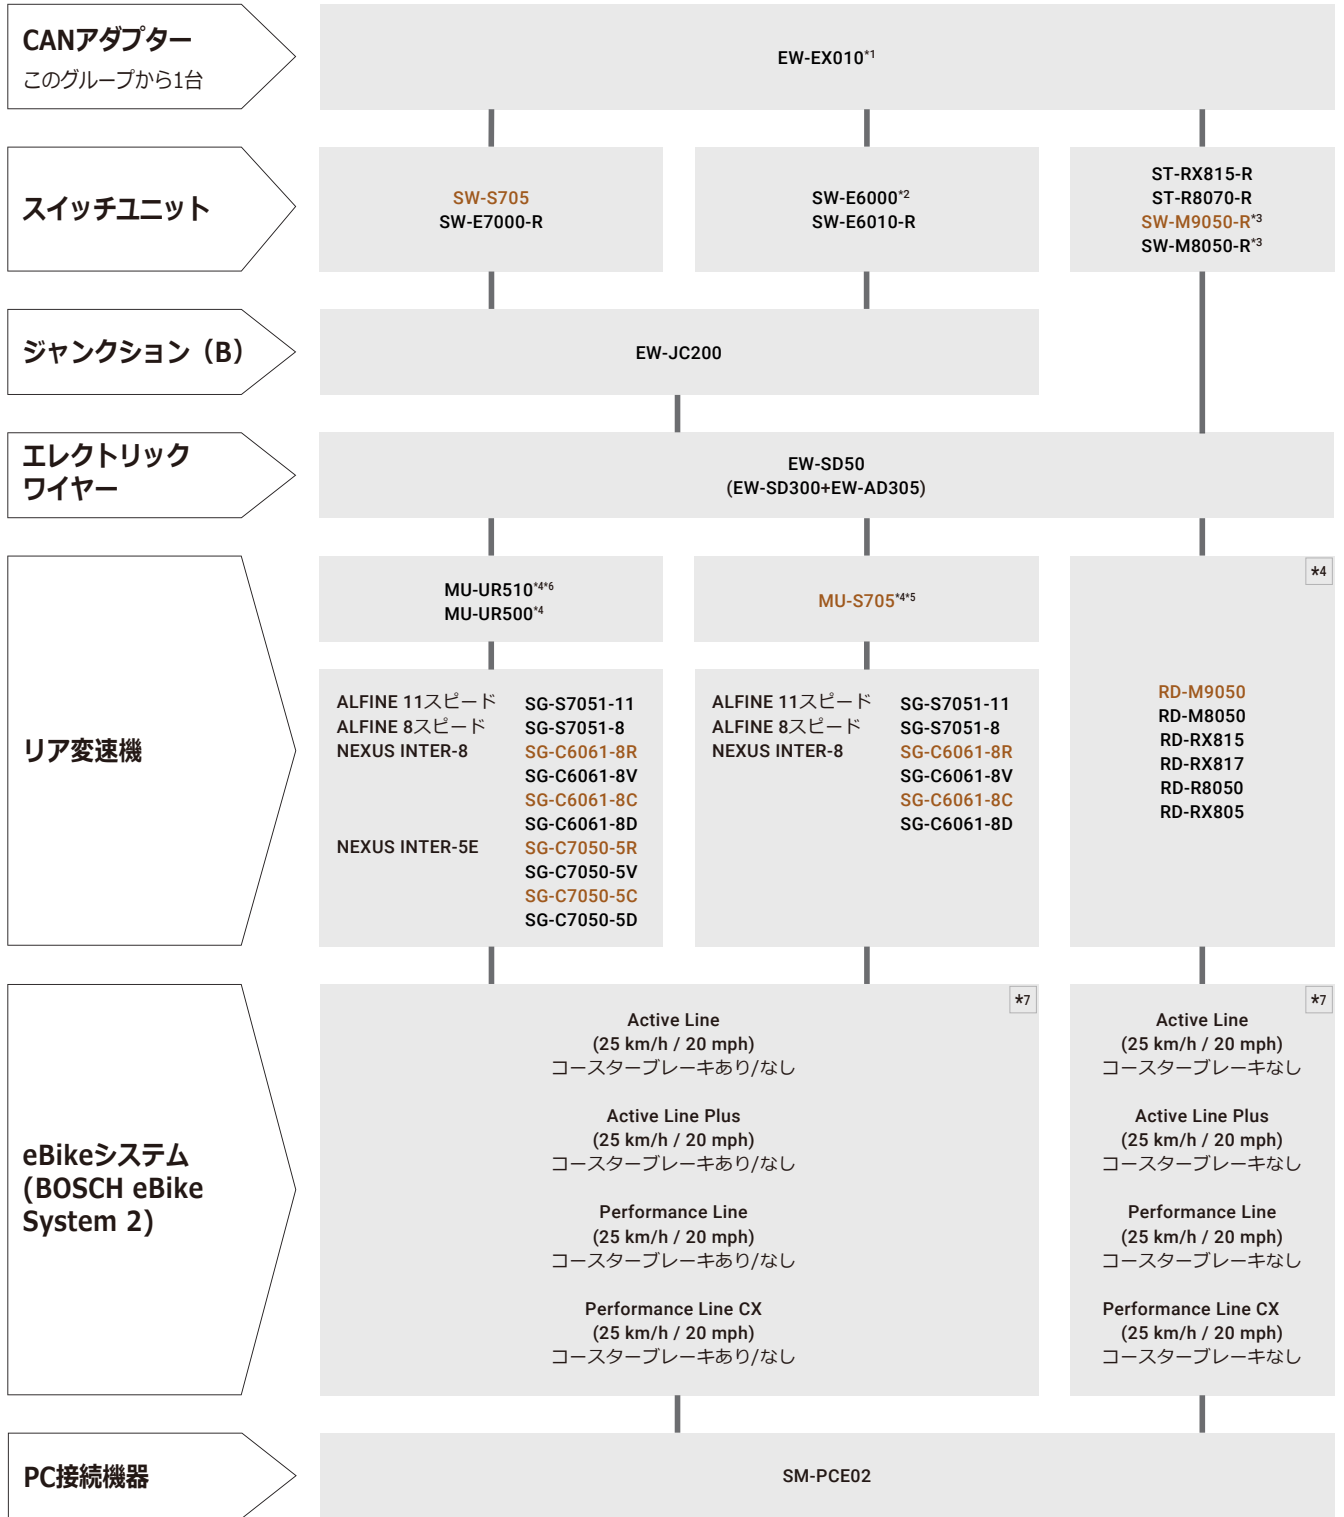 CANアダプター
このグループから1台
EW-EX010*1
スイッチユニット
SW-S705
SW-E7000-R
SW-E6000*2
SW-E6010-R
ST-RX815-R
ST-R8070-R
SW-M9050-R*3
SW-M8050-R*3
ジャンクション（B）
EW-JC200
エレクトリック
ワイヤー
EW-SD50
(EW-SD300+EW-AD305)
リア変速機
MU-UR510*4*6
MU-UR500*4
MU-S705*4*5
*4
ALFINE 11スピード SG-S7051-11
ALFINE 8スピード SG-S7051-8
NEXUS INTER-8 SG-C6061-8R
SG-C6061-8V
SG-C6061-8C
SG-C6061-8D
NEXUS INTER-5E SG-C7050-5R
SG-C7050-5V
SG-C7050-5C
SG-C7050-5D
ALFINE 11スピード SG-S7051-11
ALFINE 8スピード SG-S7051-8
NEXUS INTER-8 SG-C6061-8R
SG-C6061-8V
SG-C6061-8C
SG-C6061-8D
RD-M9050
RD-M8050
RD-RX815
RD-RX817
RD-R8050
RD-RX805
eBikeシステム
(BOSCH eBike
System 2)
*7
Active Line
(25 km/h / 20 mph)
コースターブレーキあり/なし
Active Line Plus
(25 km/h / 20 mph)
コースターブレーキあり/なし
Performance Line
(25 km/h / 20 mph)
コースターブレーキあり/なし
Performance Line CX
(25 km/h / 20 mph)
コースターブレーキあり/なし
*7
Active Line
(25 km/h / 20 mph)
コースターブレーキなし
Active Line Plus
(25 km/h / 20 mph)
コースターブレーキなし
Performance Line
(25 km/h / 20 mph)
コースターブレーキなし
Performance Line CX
(25 km/h / 20 mph)
コースターブレーキなし
PC接続機器
SM-PCE02